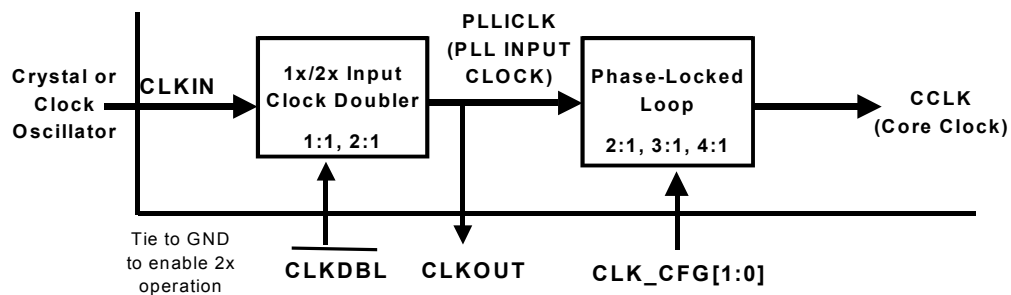 PLLICLK
(PLL INPUT
CLOCK)
Crystal or
Clock
Oscillator
CLKIN
1x/2x Input
Clock Doubler
1:1, 2:1
Phase-Locked
Loop
2:1, 3:1, 4:1
CCLK
(Core Clock)
Tie to GND
to enable 2x
operation
CLKDBL
CLKOUT
CLK_CFG[1:0]